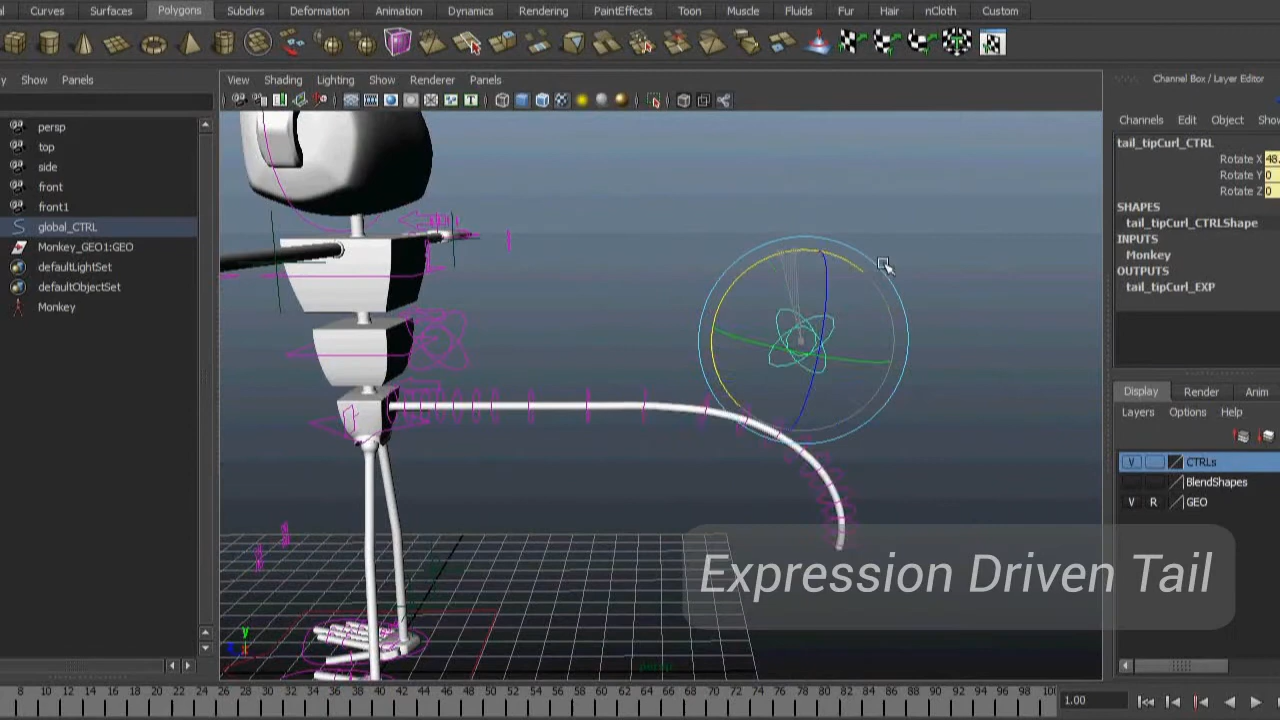 Curves Surfaces Polygons Subdivs Deformation Animation Dynamics Rendering PaintEffects Toon Muscle Fluids Fur Hair nCloth Custom
Show Panels
View Shading Lighting Show Renderer Panels
Channel Box / Layer Editor
persp
top
side
front
front1
global_CTRL
Monkey_GEO1:GEO
defaultLightSet
defaultObjectSet
Monkey
Channels Edit Object
tail_tipCurl_CTRL
Rotate X 48.
Rotate Y 0
Rotate Z 0
SHAPES
tail_tipCurl_CTRLShape
INPUTS
Monkey
OUTPUTS
tail_tipCurl_EXP
Display Render Anim
Layers Options Help
V CTRLs
BlendShapes
V R GEO
Expression Driven Tail
y
persp
8 10 12 14 16 18 20 22 24 26 28 30 32 34 36 38 40 42 44 46 48 50 52 54 56 58 60 62 64 66 68 70 72 74 76 78 80 82 84 86 88 90 92 94 96 98 100
1.00